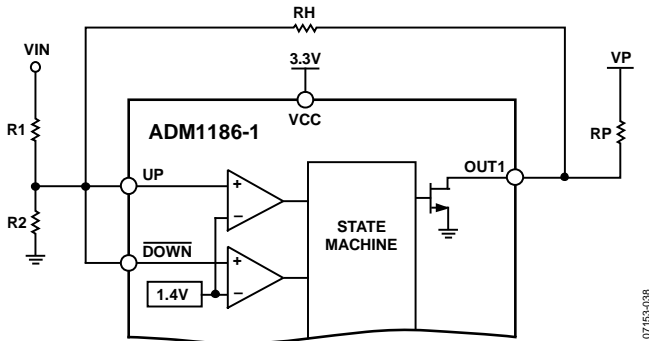 RH
VIN
3.3V
VP
VCC
R1
ADM1186-1
RP
UP
OUT1
+
–
R2
STATE
MACHINE
DOWN
+
–
1.4V
07153-038